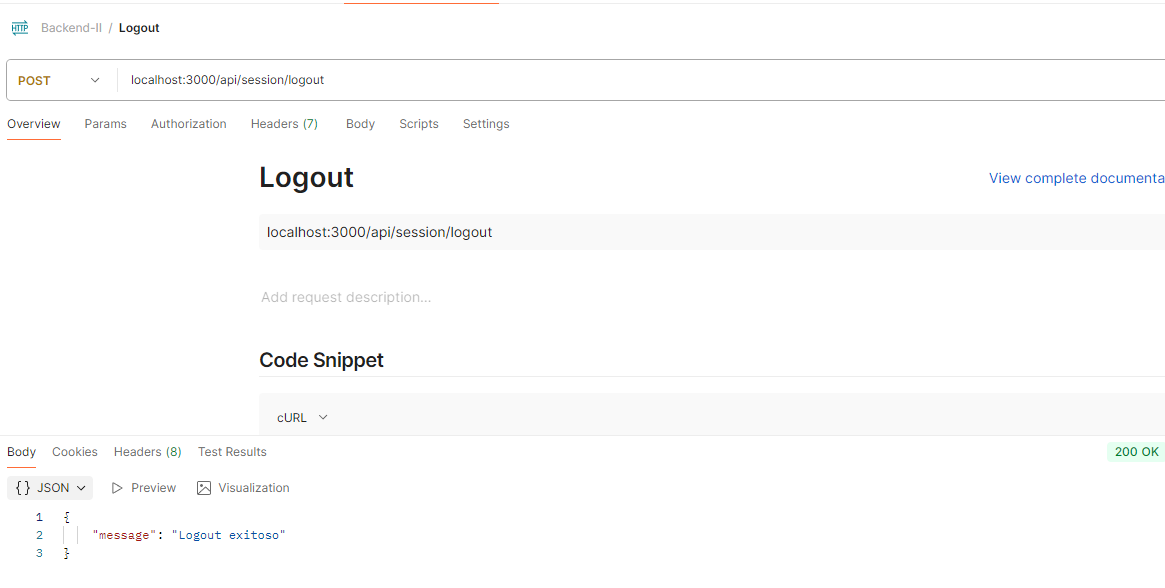 HTTP Backend-II / Logout
POST localhost:3000/api/session/logout
Overview Params Authorization Headers (7) Body Scripts Settings
Logout
View complete documenta
localhost:3000/api/session/logout
Add request description...
Code Snippet
cURL
Body Cookies Headers (8) Test Results 200 OK
{} JSON Preview Visualization
1 {
2 "message": "Logout exitoso"
3 }